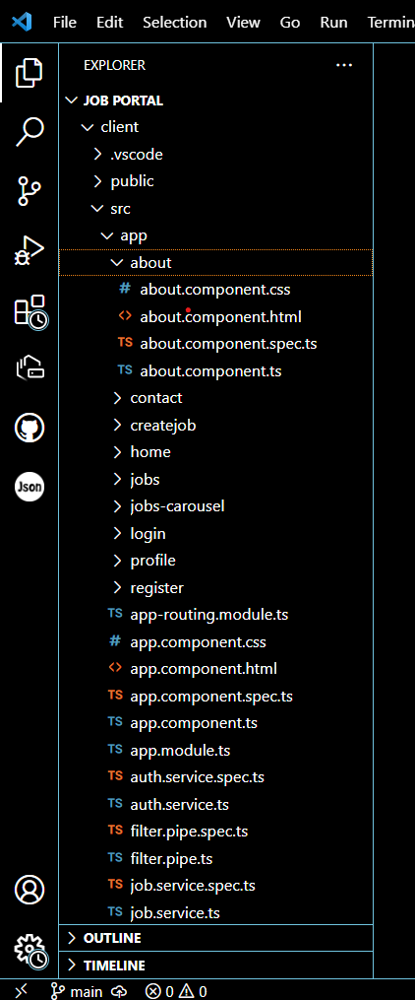 File Edit Selection View Go Run Termin
EXPLORER ...
JOB PORTAL
client
.vscode
public
src
app
about
# about.component.css
<> about.component.html
TS about.component.spec.ts
TS about.component.ts
contact
createjob
home
jobs
jobs-carousel
login
profile
register
TS app-routing.module.ts
# app.component.css
<> app.component.html
TS app.component.spec.ts
TS app.component.ts
TS app.module.ts
TS auth.service.spec.ts
TS auth.service.ts
TS filter.pipe.spec.ts
TS filter.pipe.ts
TS job.service.spec.ts
TS job.service.ts
Json
OUTLINE
TIMELINE
main 0 0